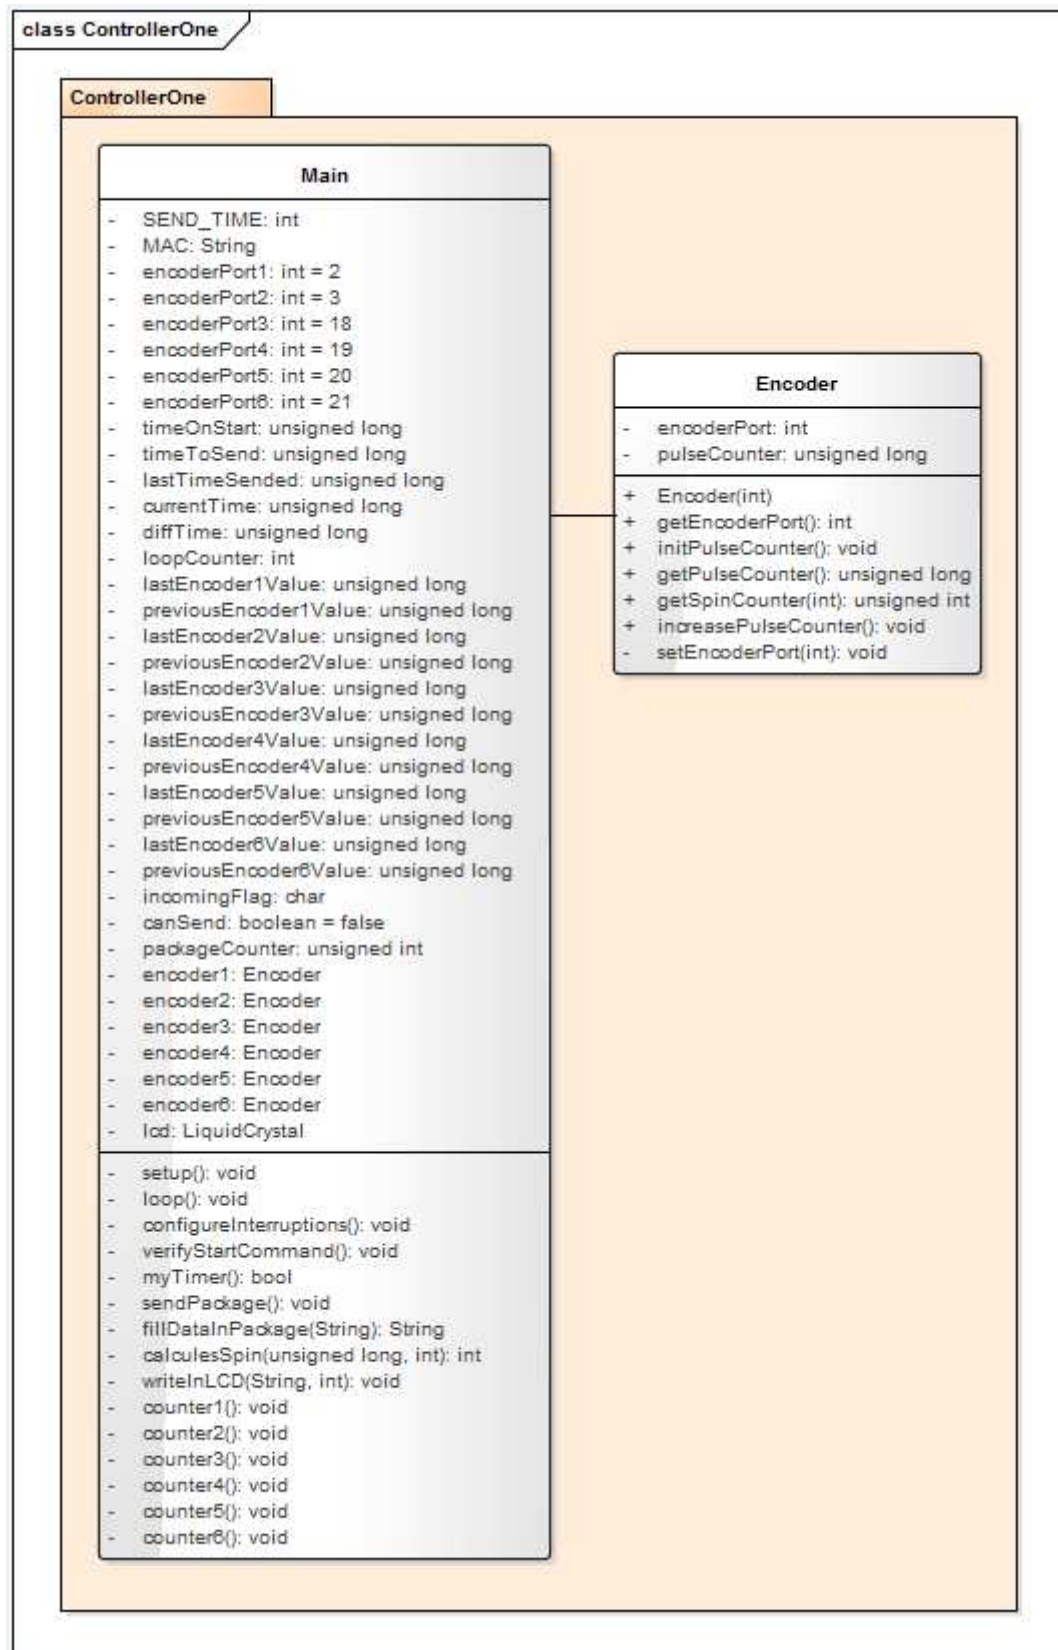 class ControllerOne
ControllerOne
Main
- SEND_TIME: int
- MAC: String
- encoderPort1: int = 2
- encoderPort2: int = 3
- encoderPort3: int = 18
- encoderPort4: int = 19
- encoderPort5: int = 20
- encoderPort6: int = 21
- timeOnStart: unsigned long
- timeToSend: unsigned long
- lastTimeSended: unsigned long
- currentTime: unsigned long
- diffTime: unsigned long
- loopCounter: int
- lastEncoder1Value: unsigned long
- previousEncoder1Value: unsigned long
- lastEncoder2Value: unsigned long
- previousEncoder2Value: unsigned long
- lastEncoder3Value: unsigned long
- previousEncoder3Value: unsigned long
- lastEncoder4Value: unsigned long
- previousEncoder4Value: unsigned long
- lastEncoder5Value: unsigned long
- previousEncoder5Value: unsigned long
- lastEncoder6Value: unsigned long
- previousEncoder6Value: unsigned long
- incomingFlag: char
- canSend: boolean = false
- packageCounter: unsigned int
- encoder1: Encoder
- encoder2: Encoder
- encoder3: Encoder
- encoder4: Encoder
- encoder5: Encoder
- encoder6: Encoder
- lcd: LiquidCrystal
- setup(): void
- loop(): void
- configureInterruptions(): void
- verifyStartCommand(): void
- myTimer(): bool
- sendPackage(): void
- fillDataInPackage(String): String
- calculesSpin(unsigned long, int): int
- writeInLCD(String, int): void
- counter1(): void
- counter2(): void
- counter3(): void
- counter4(): void
- counter5(): void
- counter6(): void
Encoder
- encoderPort: int
- pulseCounter: unsigned long
+ Encoder(int)
+ getEncoderPort(): int
+ initPulseCounter(): void
+ getPulseCounter(): unsigned long
+ getSpinCounter(int): unsigned int
+ increasePulseCounter(): void
- setEncoderPort(int): void